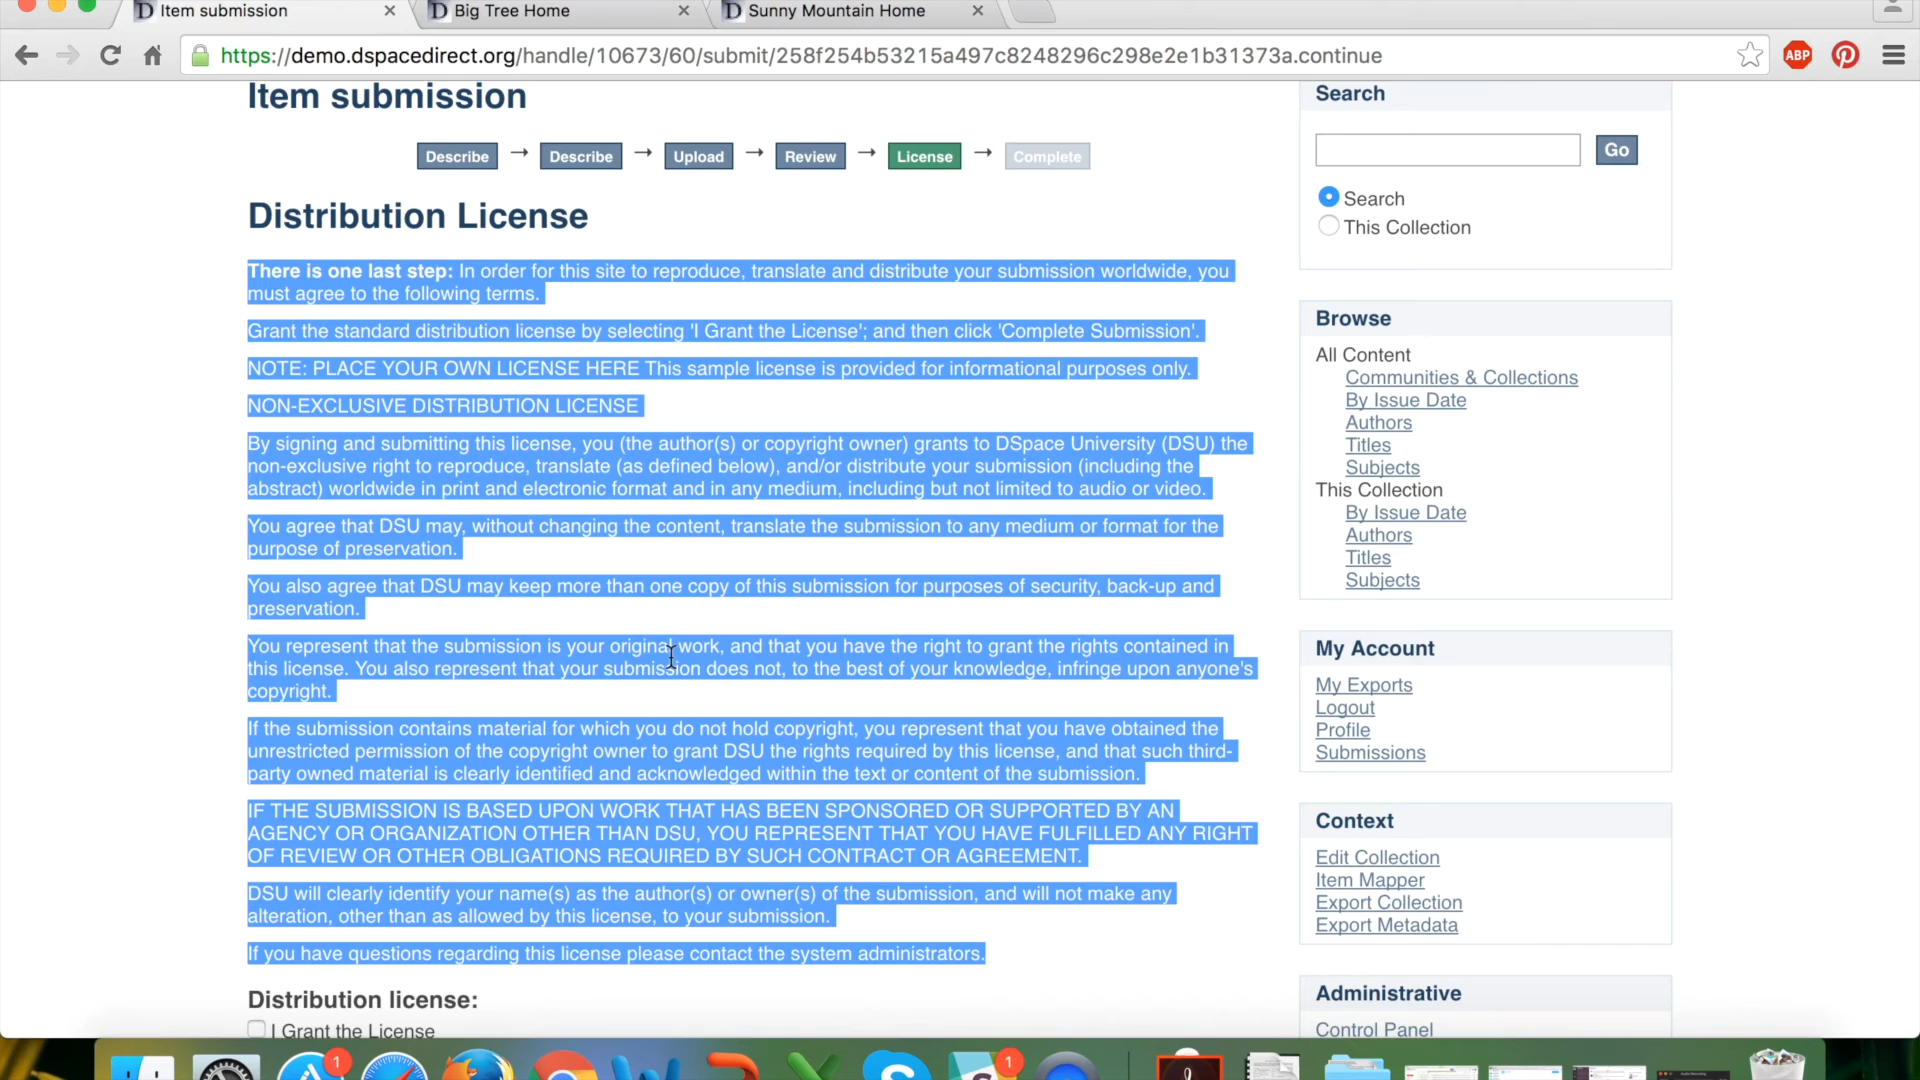 Item submission
Big Tree Home
Sunny Mountain Home
https://demo.dspacedirect.org/handle/10673/60/submit/258f254b53215a497c8248296c298e2e1b31373a.continue
ABP
Item submission
Describe → Describe → Upload → Review → License → Complete
Distribution License
There is one last step: In order for this site to reproduce, translate and distribute your submission worldwide, you
must agree to the following terms.
Grant the standard distribution license by selecting 'I Grant the License'; and then click 'Complete Submission'.
NOTE: PLACE YOUR OWN LICENSE HERE This sample license is provided for informational purposes only.
NON-EXCLUSIVE DISTRIBUTION LICENSE
By signing and submitting this license, you (the author(s) or copyright owner) grants to DSpace University (DSU) the
non-exclusive right to reproduce, translate (as defined below), and/or distribute your submission (including the
abstract) worldwide in print and electronic format and in any medium, including but not limited to audio or video.
You agree that DSU may, without changing the content, translate the submission to any medium or format for the
purpose of preservation.
You also agree that DSU may keep more than one copy of this submission for purposes of security, back-up and
preservation.
You represent that the submission is your original work, and that you have the right to grant the rights contained in
this license. You also represent that your submission does not, to the best of your knowledge, infringe upon anyone's
copyright.
If the submission contains material for which you do not hold copyright, you represent that you have obtained the
unrestricted permission of the copyright owner to grant DSU the rights required by this license, and that such third-
party owned material is clearly identified and acknowledged within the text or content of the submission.
IF THE SUBMISSION IS BASED UPON WORK THAT HAS BEEN SPONSORED OR SUPPORTED BY AN
AGENCY OR ORGANIZATION OTHER THAN DSU, YOU REPRESENT THAT YOU HAVE FULFILLED ANY RIGHT
OF REVIEW OR OTHER OBLIGATIONS REQUIRED BY SUCH CONTRACT OR AGREEMENT.
DSU will clearly identify your name(s) as the author(s) or owner(s) of the submission, and will not make any
alteration, other than as allowed by this license, to your submission.
If you have questions regarding this license please contact the system administrators.
Distribution license:
I Grant the License
Search
Go
Search
This Collection
Browse
All Content
Communities & Collections
By Issue Date
Authors
Titles
Subjects
This Collection
By Issue Date
Authors
Titles
Subjects
My Account
My Exports
Logout
Profile
Submissions
Context
Edit Collection
Item Mapper
Export Collection
Export Metadata
Administrative
Control Panel
1
1